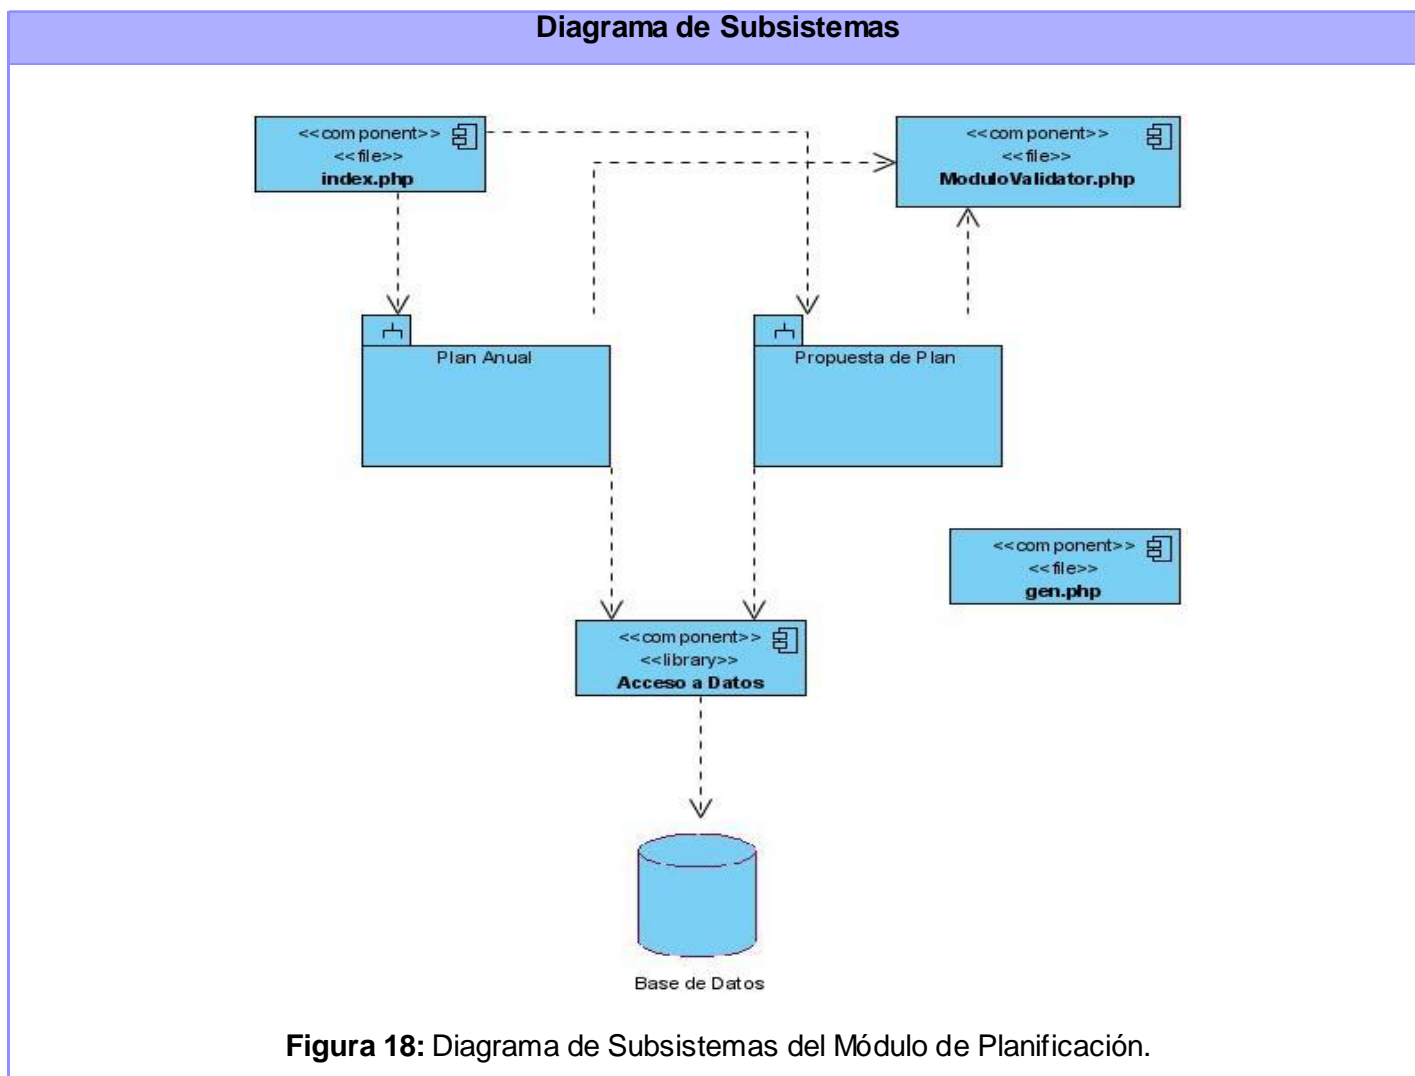 Diagrama de Subsistemas
<<component>>
<<file>>
index.php
<<component>>
<<file>>
ModuloValidator.php
Plan Anual
Propuesta de Plan
<<component>>
<<file>>
gen.php
<<component>>
<<library>>
Acceso a Datos
Base de Datos
Figura 18: Diagrama de Subsistemas del Módulo de Planificación.